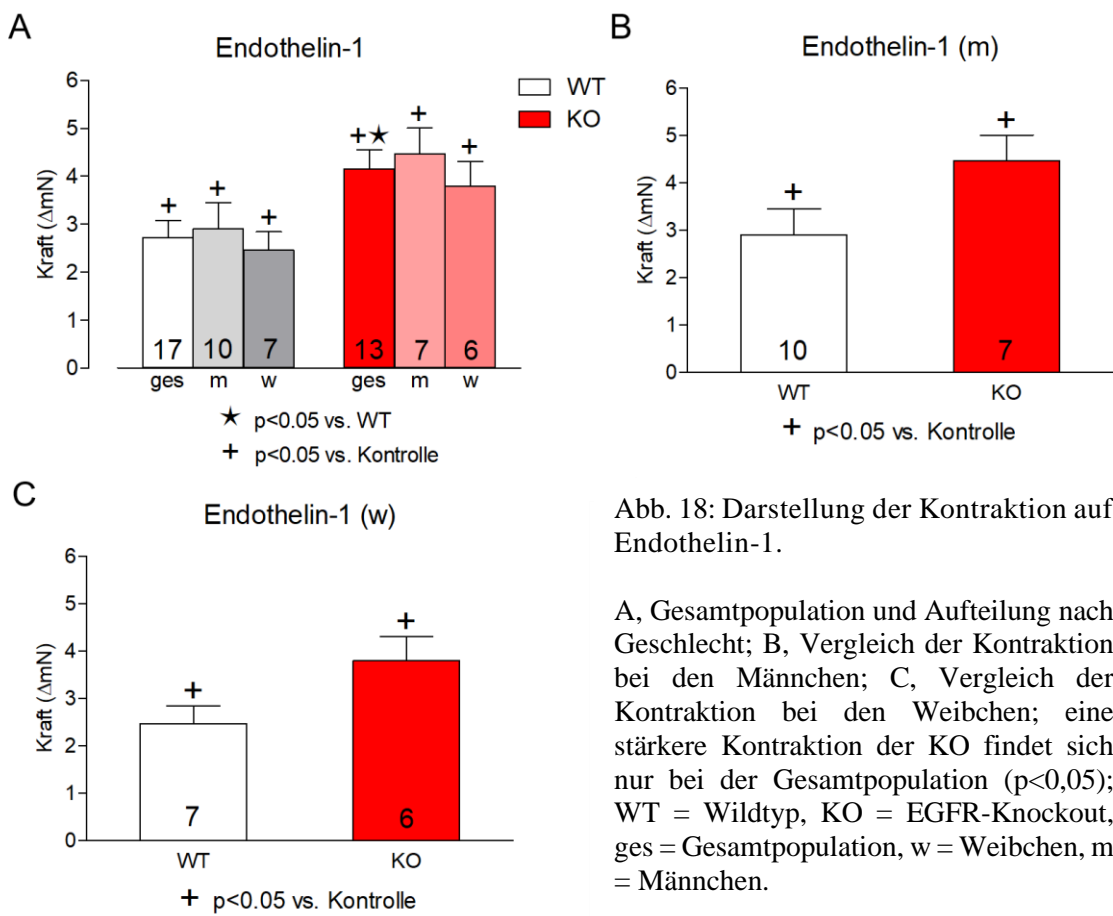 A
Endothelin-1
WT
KO
Kraft (ΔmN)
6
5
4
3
2
1
0
+ + + +★ + +
17 10 7 13 7 6
ges m w ges m w
★ p<0.05 vs. WT
+ p<0.05 vs. Kontrolle
B
Endothelin-1 (m)
Kraft (ΔmN)
6
5
4
3
2
1
0
+ +
10 7
WT KO
+ p<0.05 vs. Kontrolle
C
Endothelin-1 (w)
Kraft (ΔmN)
6
5
4
3
2
1
0
+ +
7 6
WT KO
+ p<0.05 vs. Kontrolle
Abb. 18: Darstellung der Kontraktion auf
Endothelin-1.
A, Gesamtpopulation und Aufteilung nach
Geschlecht; B, Vergleich der Kontraktion
bei den Männchen; C, Vergleich der
Kontraktion bei den Weibchen; eine
stärkere Kontraktion der KO findet sich
nur bei der Gesamtpopulation (p<0,05);
WT = Wildtyp, KO = EGFR-Knockout,
ges = Gesamtpopulation, w = Weibchen, m
= Männchen.